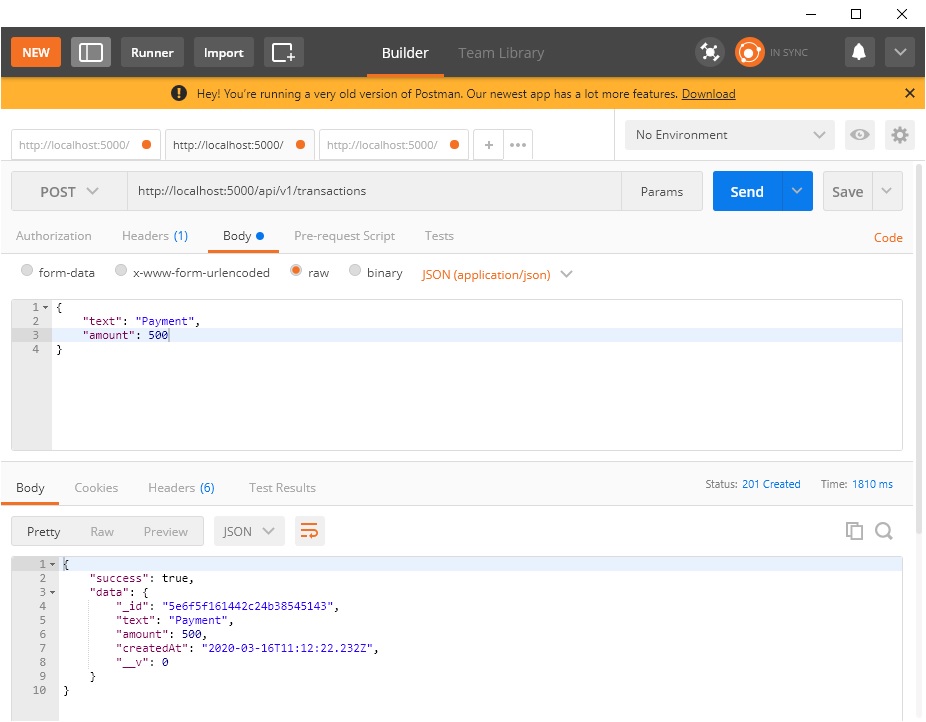 NEW Runner Import Builder Team Library IN SYNC
Hey! You're running a very old version of Postman. Our newest app has a lot more features. Download
http://localhost:5000/ http://localhost:5000/ http://localhost:5000/ + ••• No Environment
POST http://localhost:5000/api/v1/transactions Params Send Save
Authorization Headers (1) Body Pre-request Script Tests Code
form-data x-www-form-urlencoded raw binary JSON (application/json)
1 {
2 "text": "Payment",
3 "amount": 500
4 }
Body Cookies Headers (6) Test Results Status: 201 Created Time: 1810 ms
Pretty Raw Preview JSON
1 {
2 "success": true,
3 "data": {
4 "_id": "5e6f5f161442c24b38545143",
5 "text": "Payment",
6 "amount": 500,
7 "createdAt": "2020-03-16T11:12:22.232Z",
8 "__v": 0
9 }
10 }